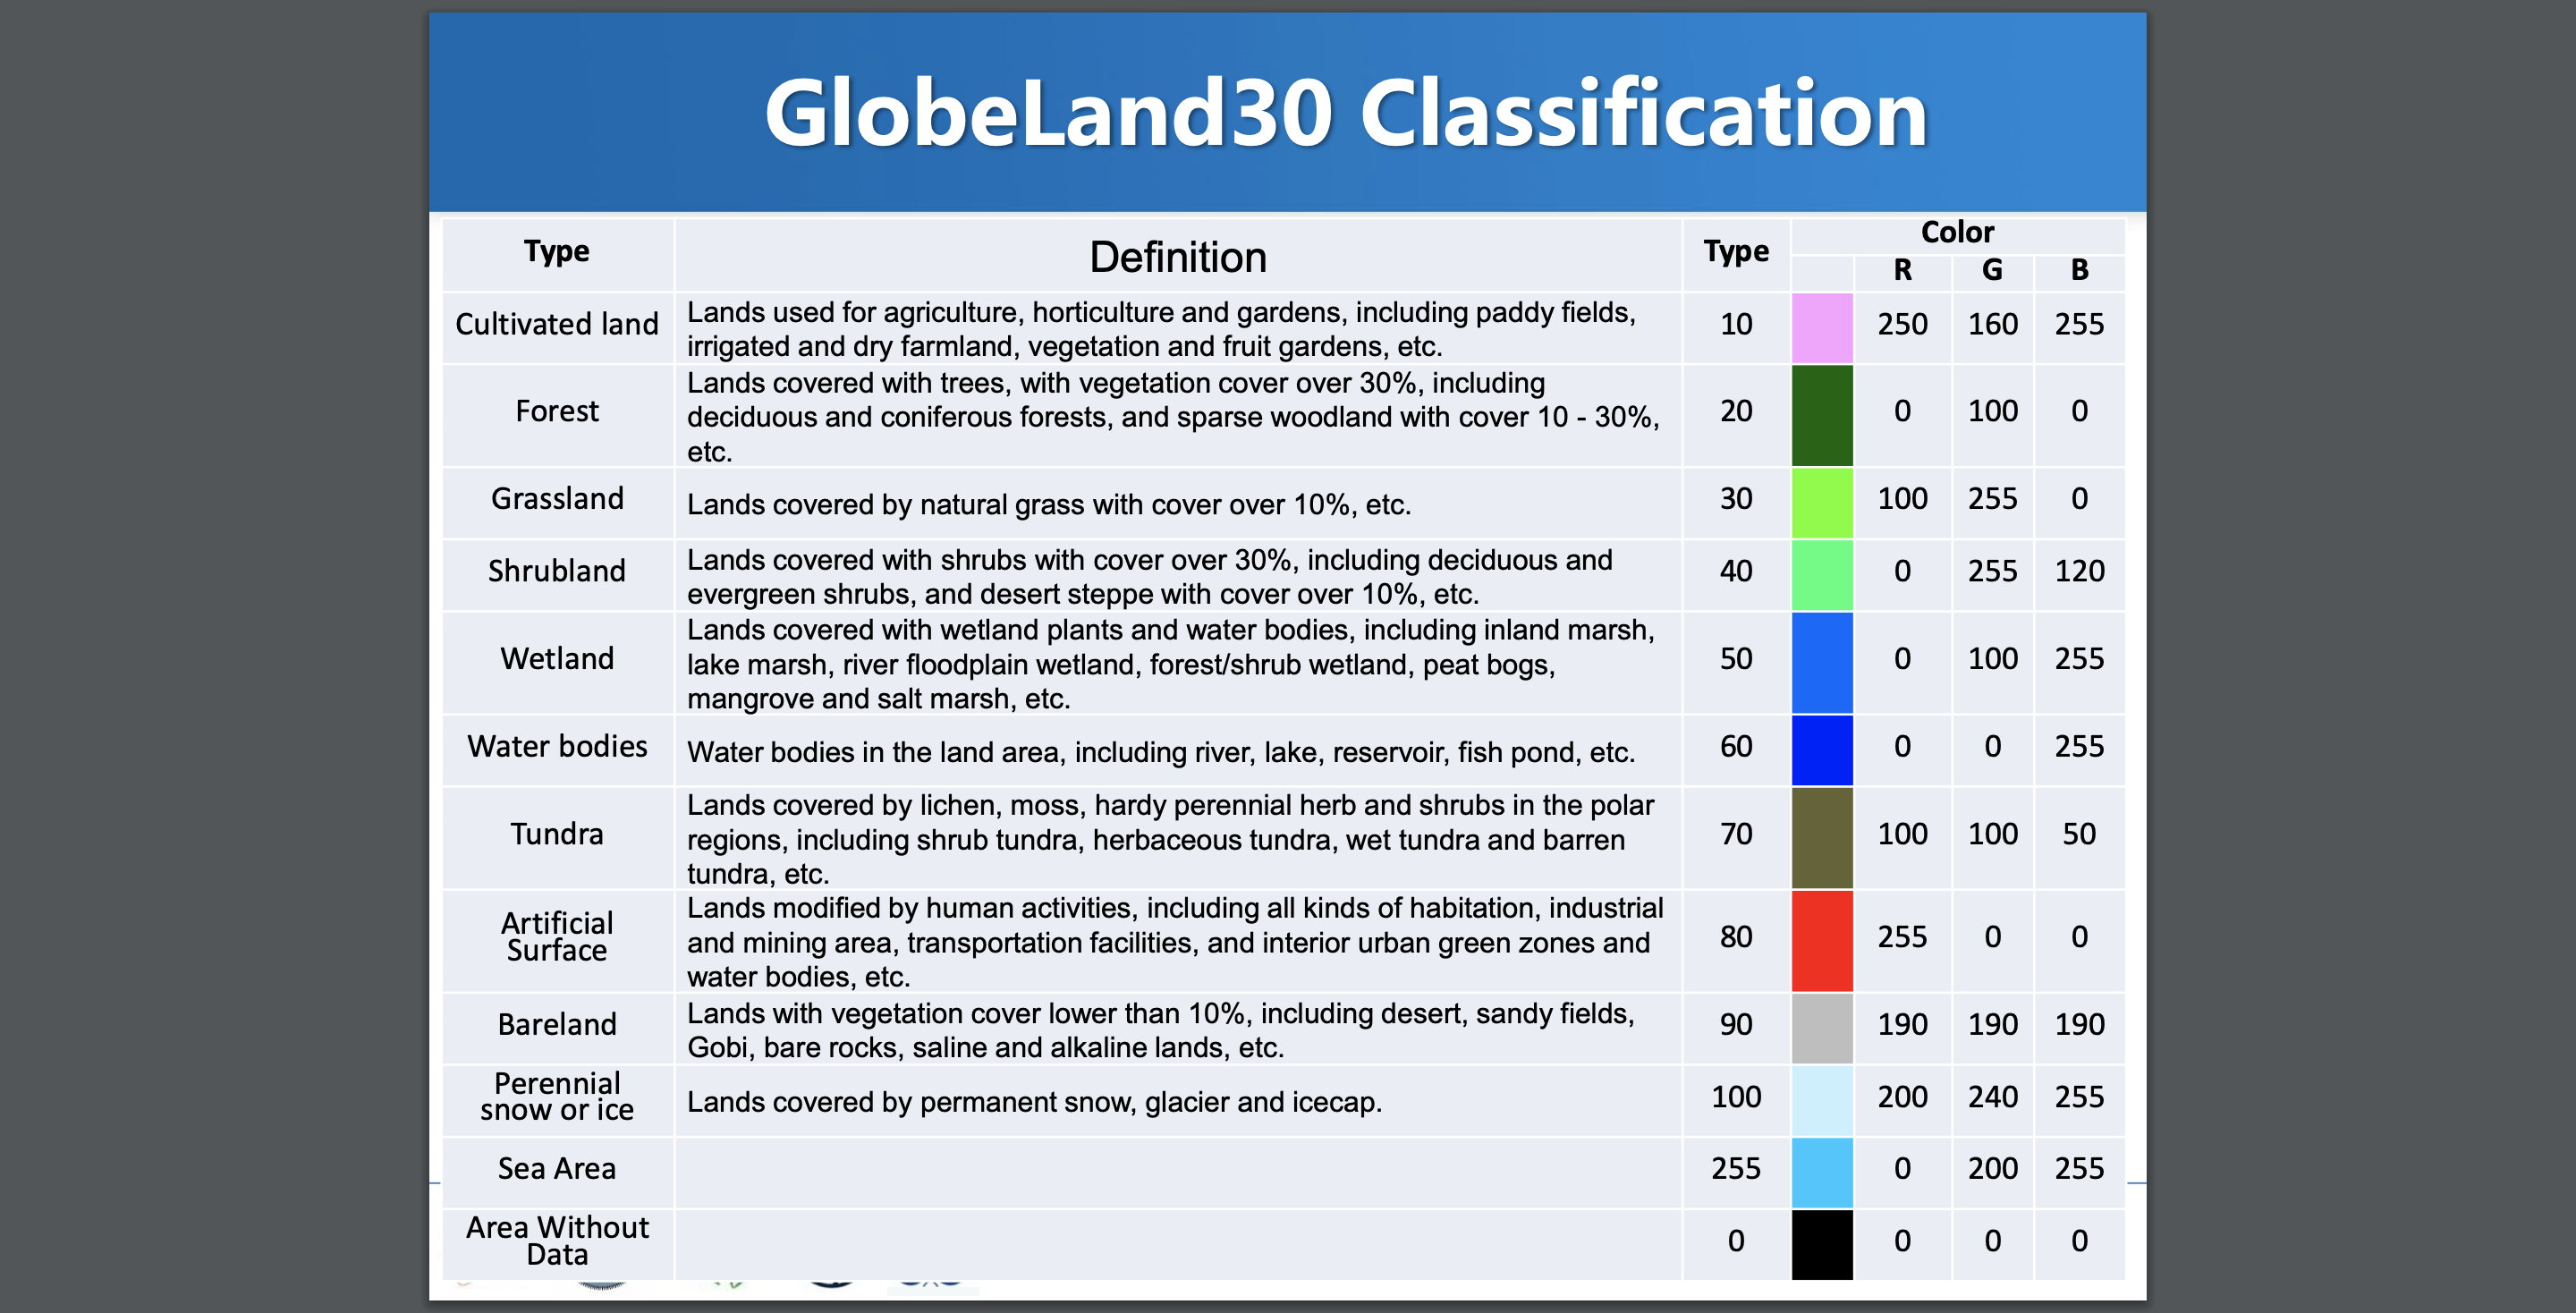 GlobeLand30 Classification
Type Definition Type Color
R G B
Cultivated land Lands used for agriculture, horticulture and gardens, including paddy fields, 10 250 160 255
irrigated and dry farmland, vegetation and fruit gardens, etc.
Forest Lands covered with trees, with vegetation cover over 30%, including 20 0 100 0
deciduous and coniferous forests, and sparse woodland with cover 10 - 30%,
etc.
Grassland Lands covered by natural grass with cover over 10%, etc. 30 100 255 0
Shrubland Lands covered with shrubs with cover over 30%, including deciduous and 40 0 255 120
evergreen shrubs, and desert steppe with cover over 10%, etc.
Wetland Lands covered with wetland plants and water bodies, including inland marsh, 50 0 100 255
lake marsh, river floodplain wetland, forest/shrub wetland, peat bogs,
mangrove and salt marsh, etc.
Water bodies Water bodies in the land area, including river, lake, reservoir, fish pond, etc. 60 0 0 255
Tundra Lands covered by lichen, moss, hardy perennial herb and shrubs in the polar 70 100 100 50
regions, including shrub tundra, herbaceous tundra, wet tundra and barren
tundra, etc.
Artificial
Surface Lands modified by human activities, including all kinds of habitation, industrial 80 255 0 0
and mining area, transportation facilities, and interior urban green zones and
water bodies, etc.
Bareland Lands with vegetation cover lower than 10%, including desert, sandy fields, 90 190 190 190
Gobi, bare rocks, saline and alkaline lands, etc.
Perennial
snow or ice Lands covered by permanent snow, glacier and icecap. 100 200 240 255
Sea Area 255 0 200 255
Area Without
Data 0 0 0 0